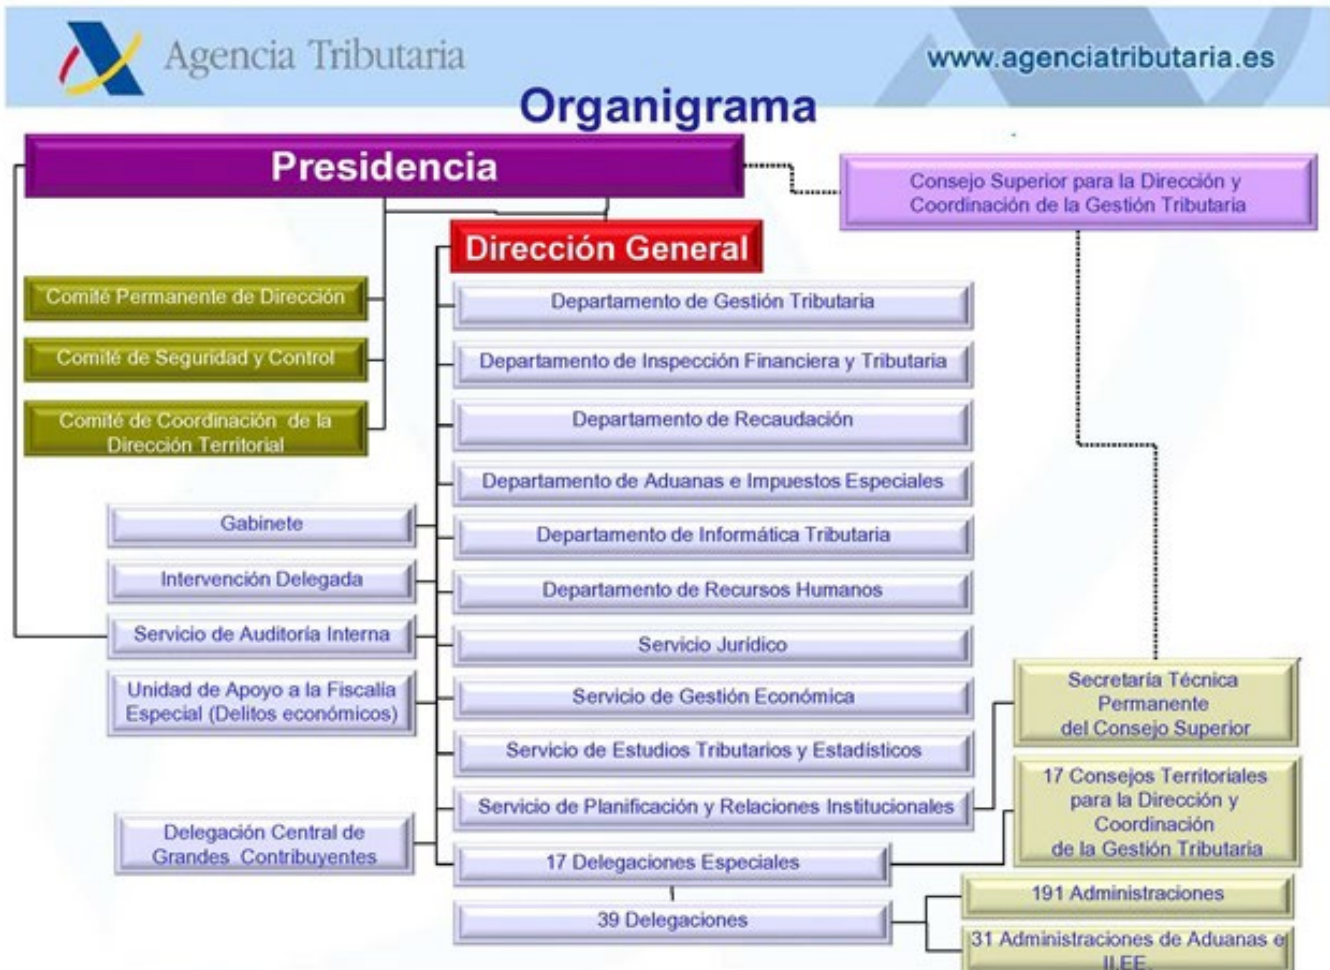 Agencia Tributaria
www.agenciatributaria.es
Organigrama
Presidencia
Consejo Superior para la Dirección y
Coordinación de la Gestión Tributaria
Dirección General
Comité Permanente de Dirección
Comité de Seguridad y Control
Comité de Coordinación de la
Dirección Territorial
Departamento de Gestión Tributaria
Departamento de Inspección Financiera y Tributaria
Departamento de Recaudación
Departamento de Aduanas e Impuestos Especiales
Departamento de Informática Tributaria
Departamento de Recursos Humanos
Servicio Jurídico
Servicio de Gestión Económica
Servicio de Estudios Tributarios y Estadísticos
Servicio de Planificación y Relaciones Institucionales
17 Delegaciones Especiales
39 Delegaciones
Gabinete
Intervención Delegada
Servicio de Auditoría Interna
Unidad de Apoyo a la Fiscalía
Especial (Delitos económicos)
Delegación Central de
Grandes Contribuyentes
Secretaría Técnica
Permanente
del Consejo Superior
17 Consejos Territoriales
para la Dirección y
Coordinación
de la Gestión Tributaria
191 Administraciones
31 Administraciones de Aduanas e
II.EE.